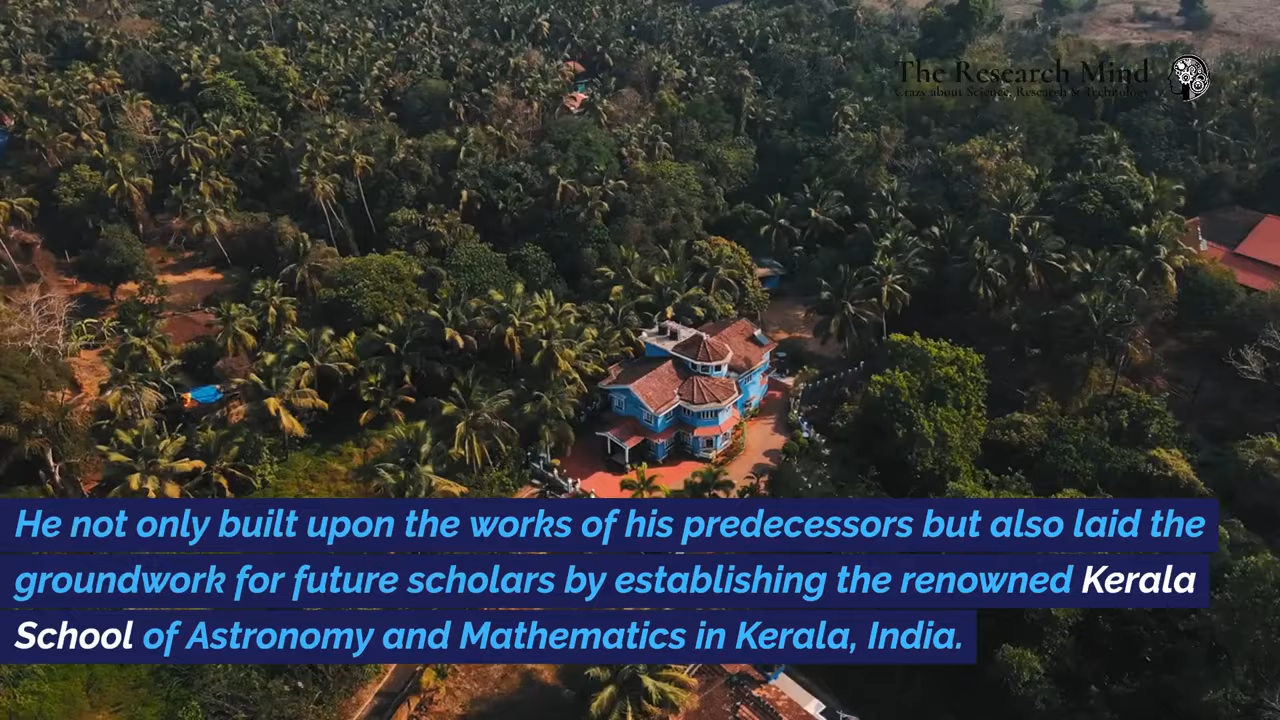 The Research Mind
Crazy about Science, Research & Technology
He not only built upon the works of his predecessors but also laid the
groundwork for future scholars by establishing the renowned Kerala
School of Astronomy and Mathematics in Kerala, India.